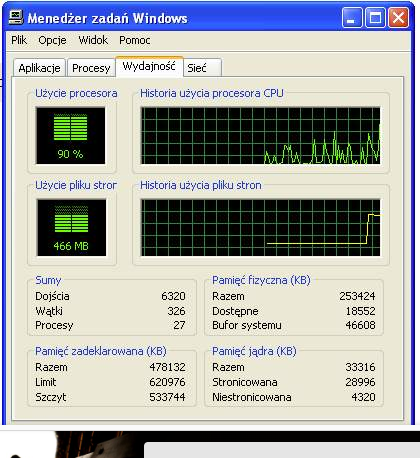 Menedżer zadań Windows
Plik Opcje Widok Pomoc
Aplikacje Procesy Wydajność Sieć
Użycie procesora Historia użycia procesora CPU
90 %
Użycie pliku stron Historia użycia pliku stron
466 MB
Sumy
Dojścia 6320
Wątki 326
Procesy 27
Pamięć fizyczna (KB)
Razem 253424
Dostępne 18552
Bufor systemu 46608
Pamięć zadeklarowana (KB)
Razem 478132
Limit 620976
Szczyt 533744
Pamięć jądra (KB)
Razem 33316
Stronicowana 28996
Niestronicowana 4320